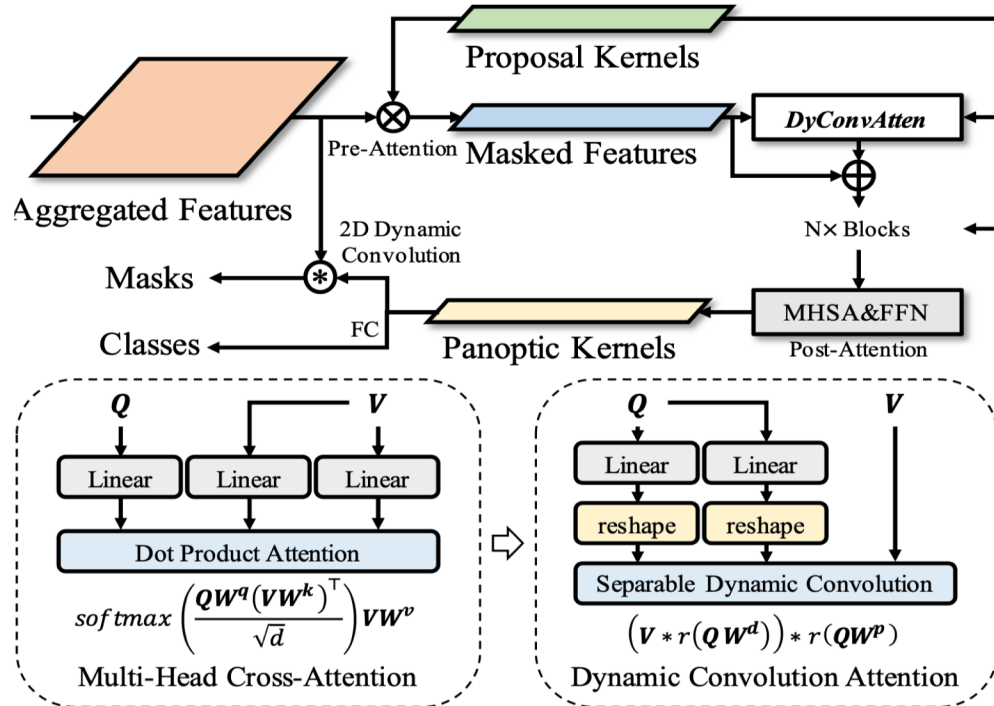 Proposal Kernels
Pre-Attention
Masked Features
DyConvAtten
Aggregated Features
2D Dynamic
Convolution
N× Blocks
Masks
*
FC
Classes
Panoptic Kernels
MHSA&FFN
Post-Attention
Q V
Linear Linear Linear
Dot Product Attention
softmax(QW^q(VW^k)^⊤/√d)VW^v
Multi-Head Cross-Attention
Q V
Linear Linear
reshape reshape
Separable Dynamic Convolution
(V * r(QW^d)) * r(QW^p)
Dynamic Convolution Attention